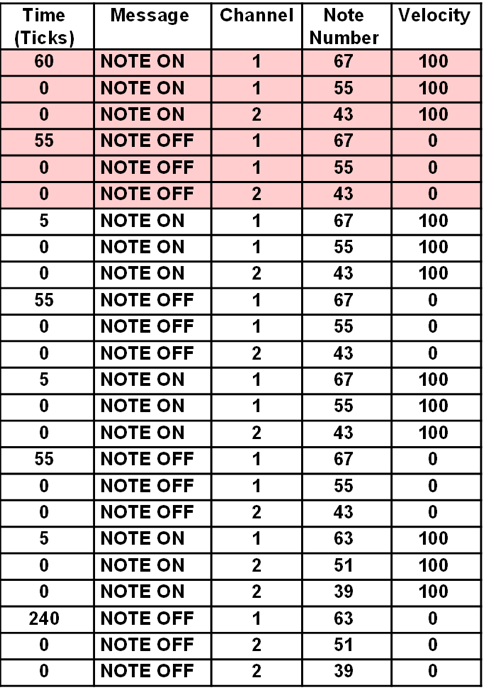 Time (Ticks) Message Channel Note Number Velocity
60 NOTE ON 1 67 100
0 NOTE ON 1 55 100
0 NOTE ON 2 43 100
55 NOTE OFF 1 67 0
0 NOTE OFF 1 55 0
0 NOTE OFF 2 43 0
5 NOTE ON 1 67 100
0 NOTE ON 1 55 100
0 NOTE ON 2 43 100
55 NOTE OFF 1 67 0
0 NOTE OFF 1 55 0
0 NOTE OFF 2 43 0
5 NOTE ON 1 67 100
0 NOTE ON 1 55 100
0 NOTE ON 2 43 100
55 NOTE OFF 1 67 0
0 NOTE OFF 1 55 0
0 NOTE OFF 2 43 0
5 NOTE ON 1 63 100
0 NOTE ON 2 51 100
0 NOTE ON 2 39 100
240 NOTE OFF 1 63 0
0 NOTE OFF 2 51 0
0 NOTE OFF 2 39 0